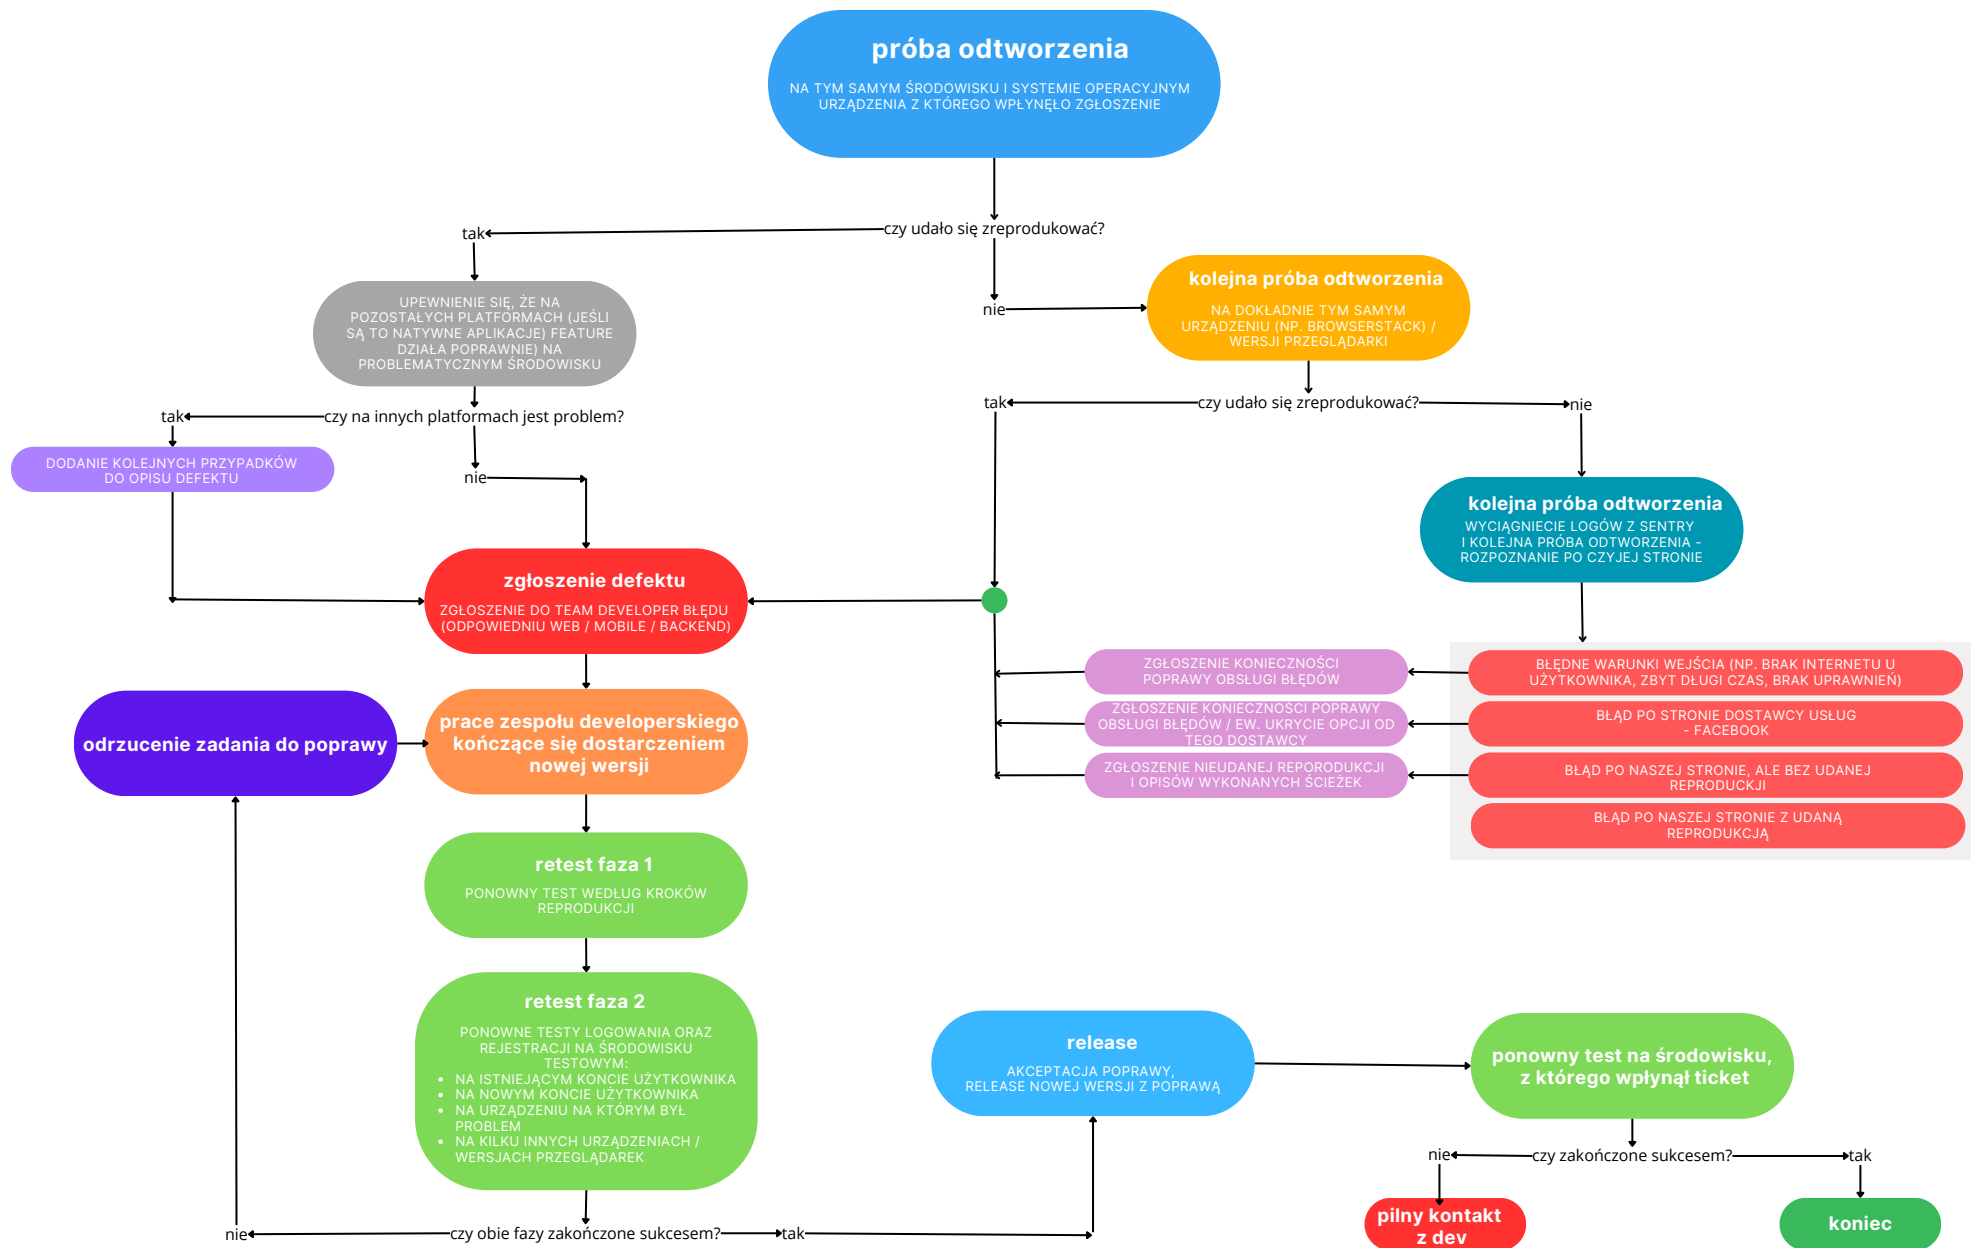 próba odtworzenia
NA TYM SAMYM ŚRODOWISKU I SYSTEMIE OPERACYJNYM
URZĄDZENIA Z KTÓREGO WPŁYNĘŁO ZGŁOSZENIE
czy udało się zreprodukować?
tak
nie
UPEWNIENIE SIĘ, ŻE NA
POZOSTAŁYCH PLATFORMACH (JEŚLI
SĄ TO NATYWNE APLIKACJE) FEATURE
DZIAŁA POPRAWNIE) NA
PROBLEMATYCZNYM ŚRODOWISKU
kolejna próba odtworzenia
NA DOKŁADNIE TYM SAMYM
URZĄDZENIU (NP. BROWSERSTACK) /
WERSJI PRZEGLĄDARKI
tak
czy na innych platformach jest problem?
tak
czy udało się zreprodukować?
nie
DODANIE KOLEJNYCH PRZYPADKÓW
DO OPISU DEFEKTU
nie
kolejna próba odtworzenia
WYCIĄGNIECIE LOGÓW Z SENTRY
I KOLEJNA PRÓBA ODTWORZENIA -
ROZPOZNANIE PO CZYJEJ STRONIE
zgłoszenie defektu
ZGŁOSZENIE DO TEAM DEVELOPER BŁĘDU
(ODPOWIEDNIU WEB / MOBILE / BACKEND)
ZGŁOSZENIE KONIECZNOŚCI
POPRAWY OBSŁUGI BŁĘDÓW
BŁĘDNE WARUNKI WEJŚCIA (NP. BRAK INTERNETU U
UŻYTKOWNIKA, ZBYT DŁUGI CZAS, BRAK UPRAWNIEŃ)
ZGŁOSZENIE KONIECZNOŚCI POPRAWY
OBSŁUGI BŁĘDÓW / EW. UKRYCIE OPCJI OD
TEGO DOSTAWCY
BŁĄD PO STRONIE DOSTAWCY USŁUG
- FACEBOOK
ZGŁOSZENIE NIEUDANEJ REPORODUKCJI
I OPISÓW WYKONANYCH ŚCIEŻEK
BŁĄD PO NASZEJ STRONIE, ALE BEZ UDANEJ
REPRODUCKJI
BŁĄD PO NASZEJ STRONIE Z UDANĄ
REPRODUKCJĄ
odrzucenie zadania do poprawy
prace zespołu developerskiego
kończące się dostarczeniem
nowej wersji
retest faza 1
PONOWNY TEST WEDŁUG KROKÓW
REPRODUKCJI
retest faza 2
PONOWNE TESTY LOGOWANIA ORAZ
REJESTRACJI NA ŚRODOWISKU
TESTOWYM:
• NA ISTNIEJĄCYM KONCIE UŻYTKOWNIKA
• NA NOWYM KONCIE UŻYTKOWNIKA
• NA URZĄDZENIU NA KTÓRYM BYŁ
PROBLEM
• NA KILKU INNYCH URZĄDZENIACH /
WERSJACH PRZEGLĄDAREK
nie
czy obie fazy zakończone sukcesem?
tak
release
AKCEPTACJA POPRAWY,
RELEASE NOWEJ WERSJI Z POPRAWĄ
ponowny test na środowisku,
z którego wpłynął ticket
nie
czy zakończone sukcesem?
tak
pilny kontakt
z dev
koniec